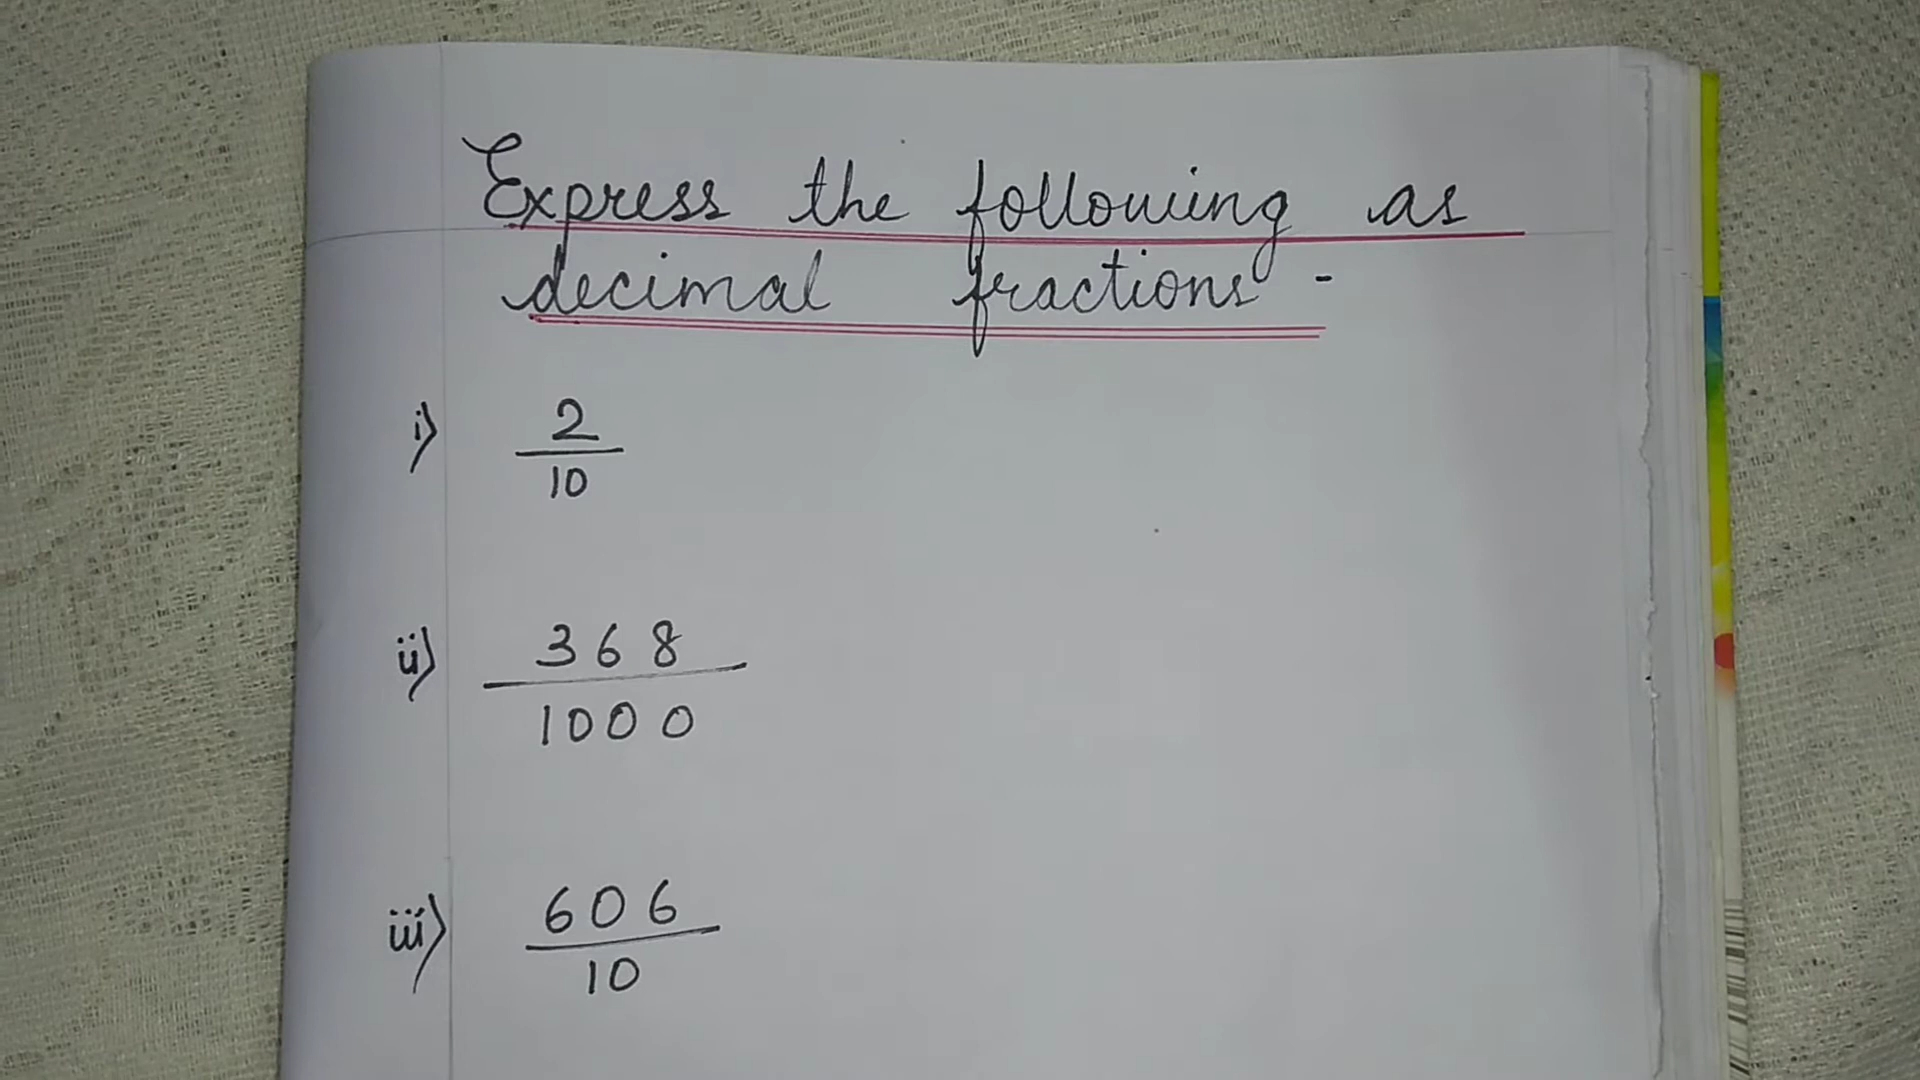 Express the following as
decimal fractions -
i) 2/10
ii) 368/1000
iii) 606/10